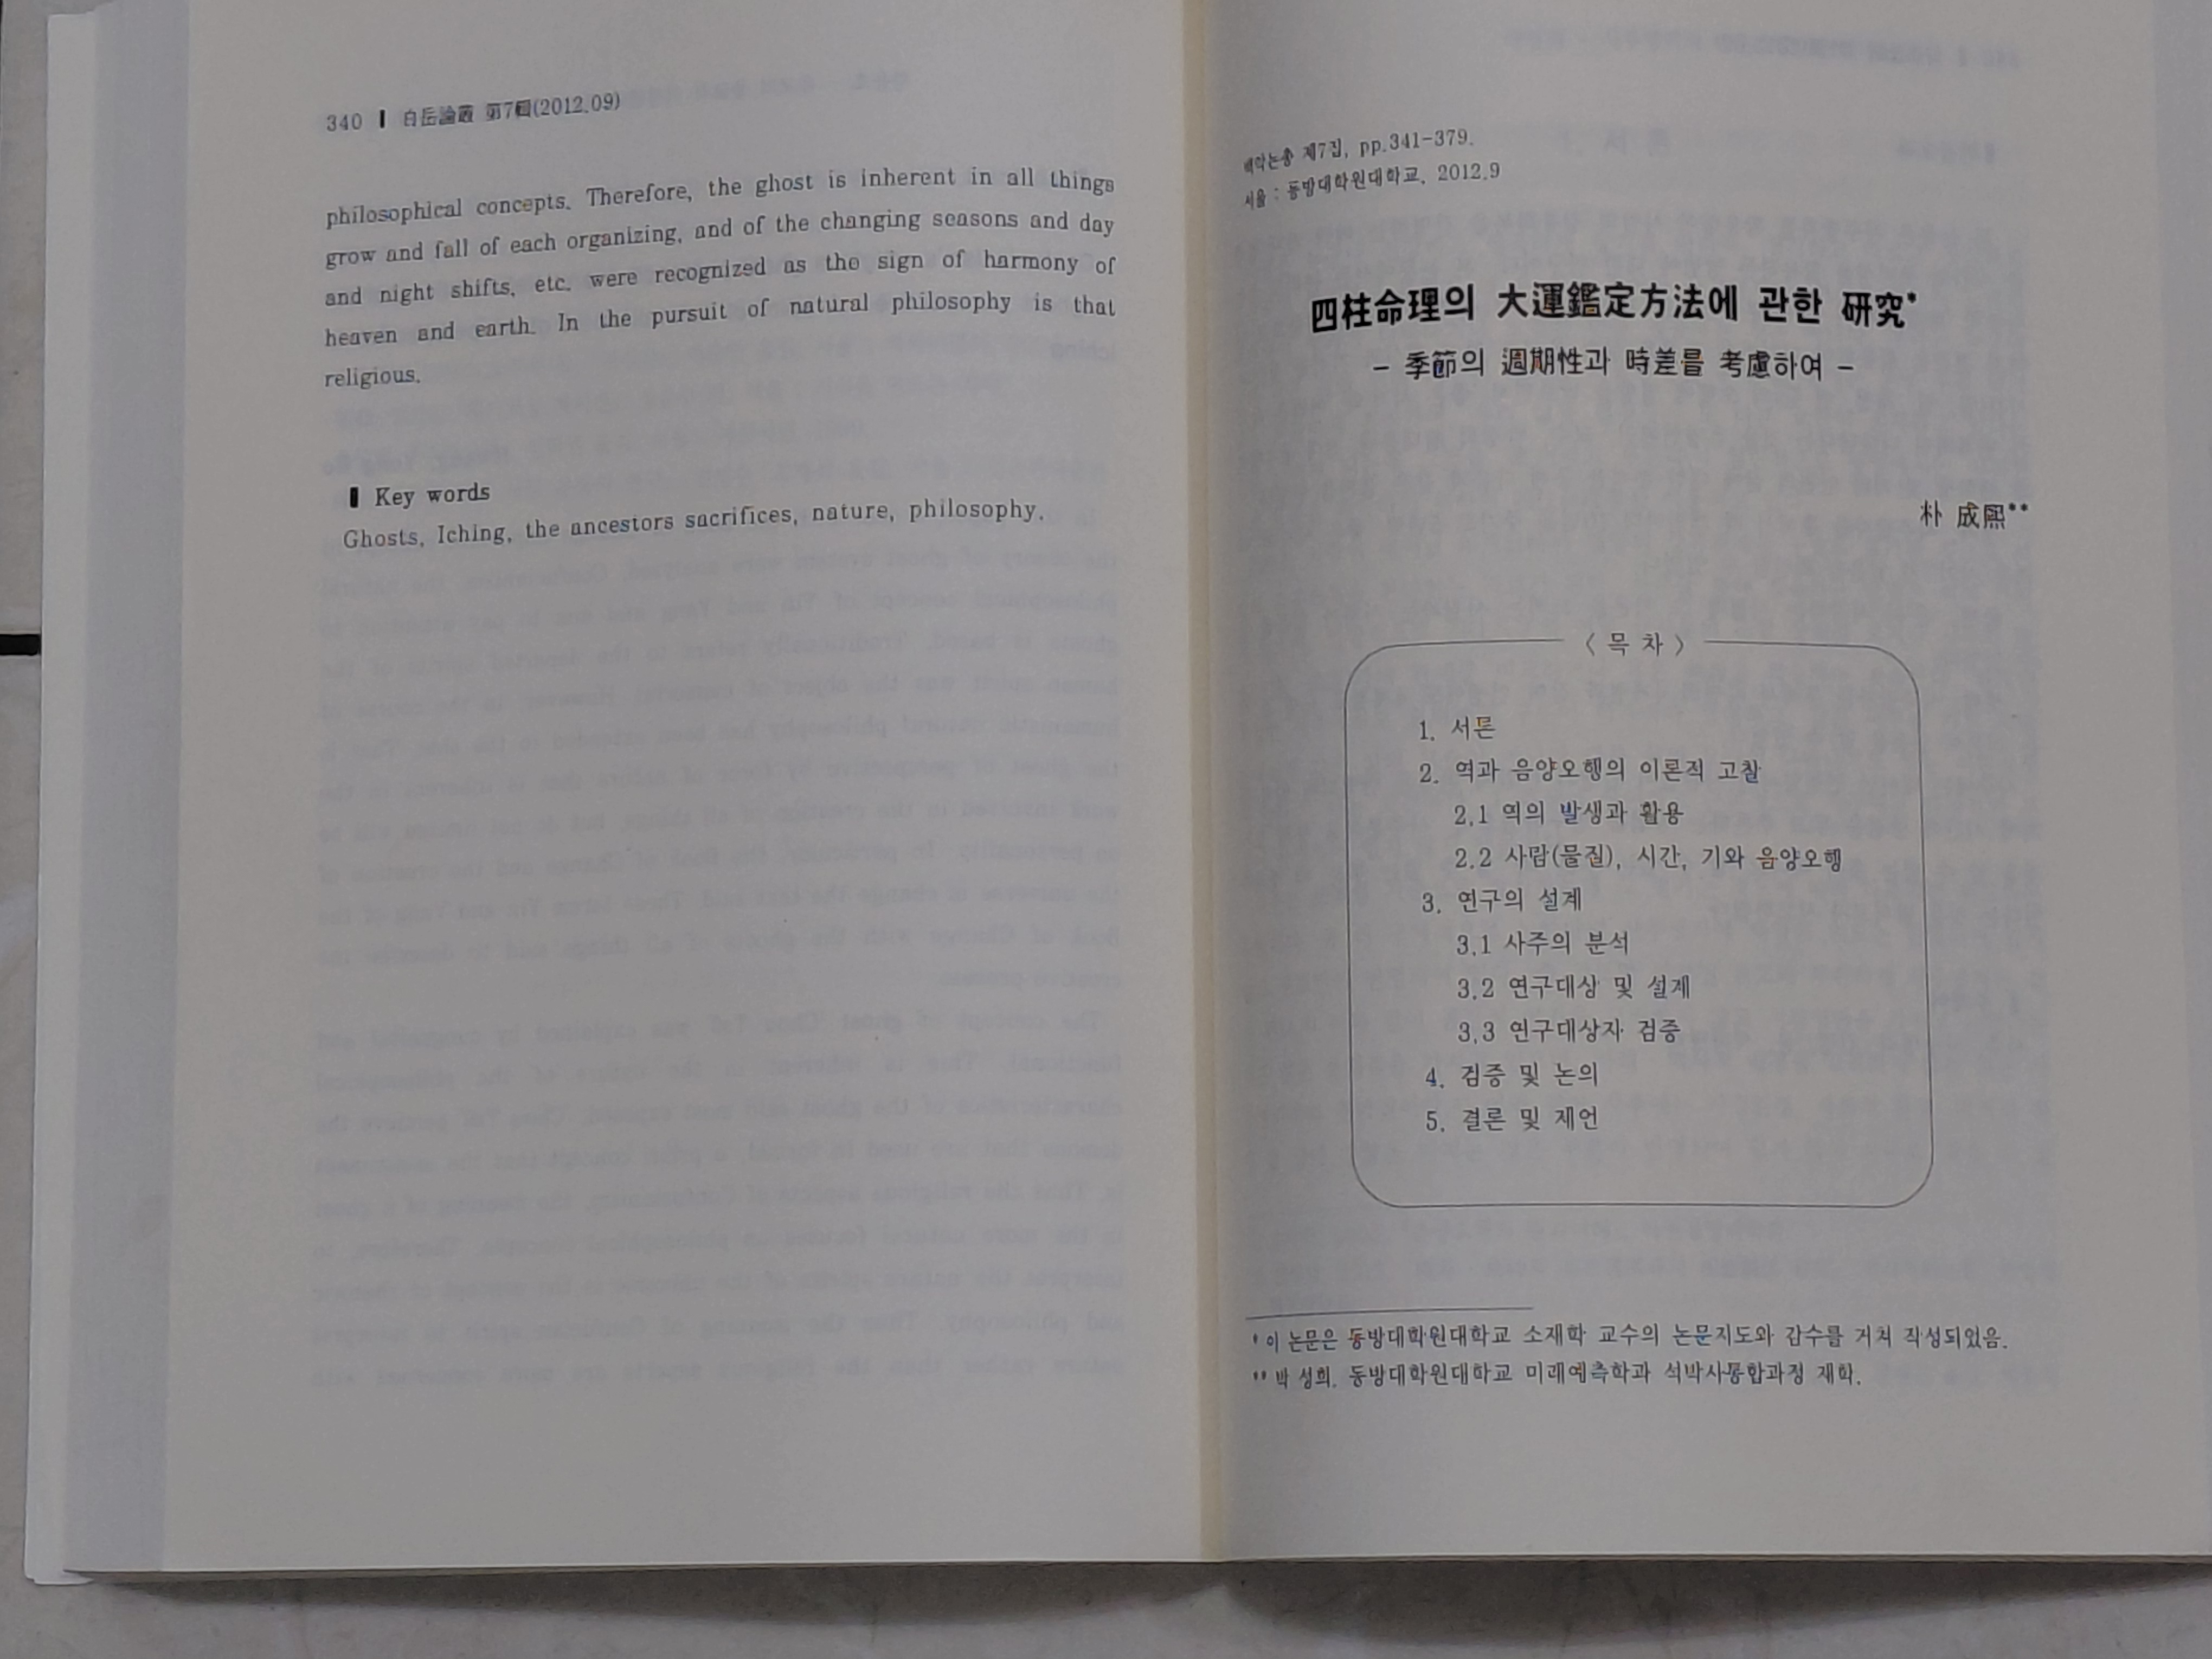 340 ▌ 白岳論叢 第7輯(2012.09)
philosophical concepts. Therefore, the ghost is inherent in all things
grow and fall of each organizing, and of the changing seasons and day
and night shifts, etc. were recognized as the sign of harmony of
heaven and earth. In the pursuit of natural philosophy is that
religious.
▌ Key words
Ghosts, Iching, the ancestors sacrifices, nature, philosophy.
백악논총 제7집, pp.341-379.
서울 : 동방대학원대학교, 2012.9
四柱命理의 大運鑑定方法에 관한 研究*
- 季節의 週期性과 時差를 考慮하여 -
朴 成熙**
〈 목 차 〉
1. 서론
2. 역과 음양오행의 이론적 고찰
2.1 역의 발생과 활용
2.2 사람(물질), 시간, 기와 음양오행
3. 연구의 설계
3.1 사주의 분석
3.2 연구대상 및 설계
3.3 연구대상자 검증
4. 검증 및 논의
5. 결론 및 제언
* 이 논문은 동방대학원대학교 소재학 교수의 논문지도와 감수를 거쳐 작성되었음.
** 박 성희. 동방대학원대학교 미래예측학과 석박사통합과정 재학.